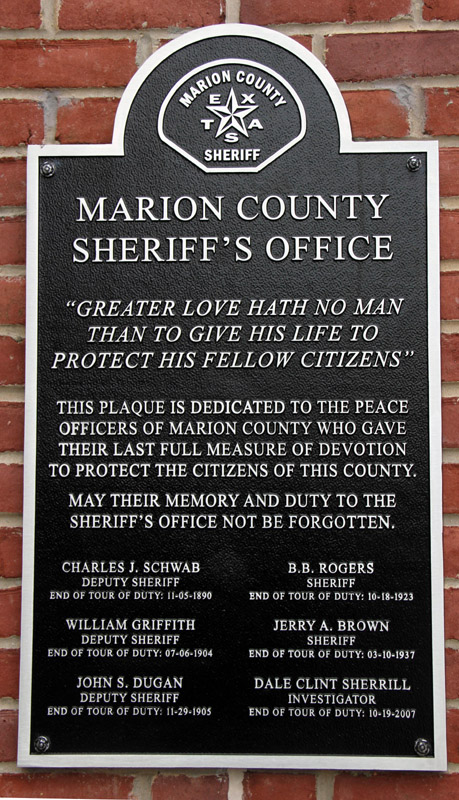 MARION COUNTY
E X
T A
S
SHERIFF
MARION COUNTY
SHERIFF'S OFFICE
"GREATER LOVE HATH NO MAN
THAN TO GIVE HIS LIFE TO
PROTECT HIS FELLOW CITIZENS"
THIS PLAQUE IS DEDICATED TO THE PEACE
OFFICERS OF MARION COUNTY WHO GAVE
THEIR LAST FULL MEASURE OF DEVOTION
TO PROTECT THE CITIZENS OF THIS COUNTY.
MAY THEIR MEMORY AND DUTY TO THE
SHERIFF'S OFFICE NOT BE FORGOTTEN.
CHARLES J. SCHWAB
DEPUTY SHERIFF
END OF TOUR OF DUTY: 11-05-1890
WILLIAM GRIFFITH
DEPUTY SHERIFF
END OF TOUR OF DUTY: 07-06-1904
JOHN S. DUGAN
DEPUTY SHERIFF
END OF TOUR OF DUTY: 11-29-1905
B.B. ROGERS
SHERIFF
END OF TOUR OF DUTY: 10-18-1923
JERRY A. BROWN
SHERIFF
END OF TOUR OF DUTY: 03-10-1937
DALE CLINT SHERRILL
INVESTIGATOR
END OF TOUR OF DUTY: 10-19-2007